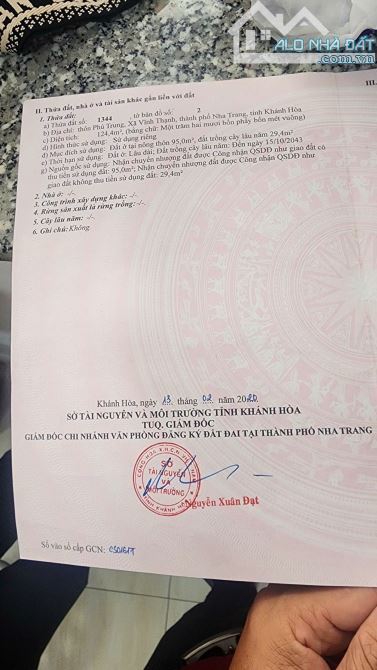 ALO NHÀ ĐẤT
.com.vn
II. Thửa đất, nhà ở và tài sản khác gắn liền với đất
III.
1. Thửa đất:
a) Thửa đất số: 1344 , tờ bản đồ số: 2
b) Địa chỉ: thôn Phú Trung, Xã Vĩnh Thạnh, thành phố Nha Trang, tỉnh Khánh Hòa
c) Diện tích: 124,4m², (bằng chữ: Một trăm hai mươi bốn phẩy bốn mét vuông)
d) Hình thức sử dụng: Sử dụng riêng
đ) Mục đích sử dụng: Đất ở tại nông thôn 95,0m², đất trồng cây lâu năm 29,4m²
e) Thời hạn sử dụng: Đất ở: Lâu dài; Đất trồng cây lâu năm: Đến ngày 15/10/2043
g) Nguồn gốc sử dụng: Nhận chuyển nhượng đất được Công nhận QSDĐ như giao đất có
thu tiền sử dụng đất: 95,0m²; Nhận chuyển nhượng đất được Công nhận QSDĐ như
giao đất không thu tiền sử dụng đất: 29,4m²
2. Nhà ở: -/-
3. Công trình xây dựng khác: -/-
4. Rừng sản xuất là rừng trồng: -/-
5. Cây lâu năm: -/-
6. Ghi chú: Không
Khánh Hòa, ngày 13 tháng 02 năm 2020
SỞ TÀI NGUYÊN VÀ MÔI TRƯỜNG TỈNH KHÁNH HÒA
TUQ. GIÁM ĐỐC
GIÁM ĐỐC CHI NHÁNH VĂN PHÒNG ĐĂNG KÝ ĐẤT ĐAI TẠI THÀNH PHỐ NHA TRANG
SỞ
TÀI NGUYÊN
VÀ
MÔI TRƯỜNG
TỈNH KHÁNH HÒA
Nguyễn Xuân Đạt
Số vào sổ cấp GCN: